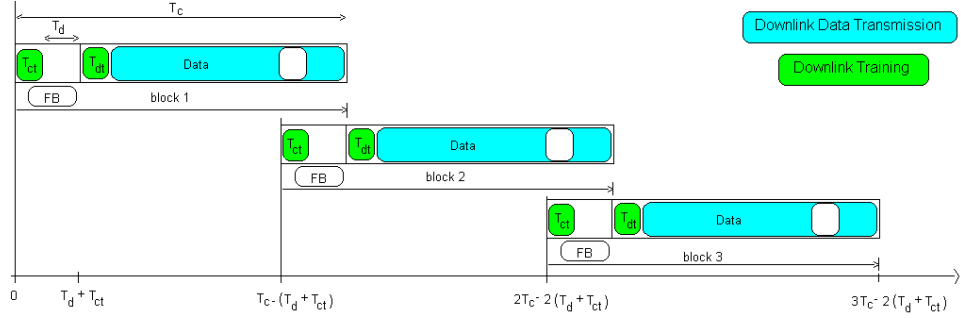 T_c
T_d
Downlink Data Transmission
T_ct T_dt Data
Downlink Training
FB block 1
T_ct T_dt Data
FB block 2
T_ct T_dt Data
FB block 3
0 T_d + T_ct T_c - (T_d + T_ct) 2T_c - 2 (T_d + T_ct) 3T_c - 2 (T_d + T_ct)